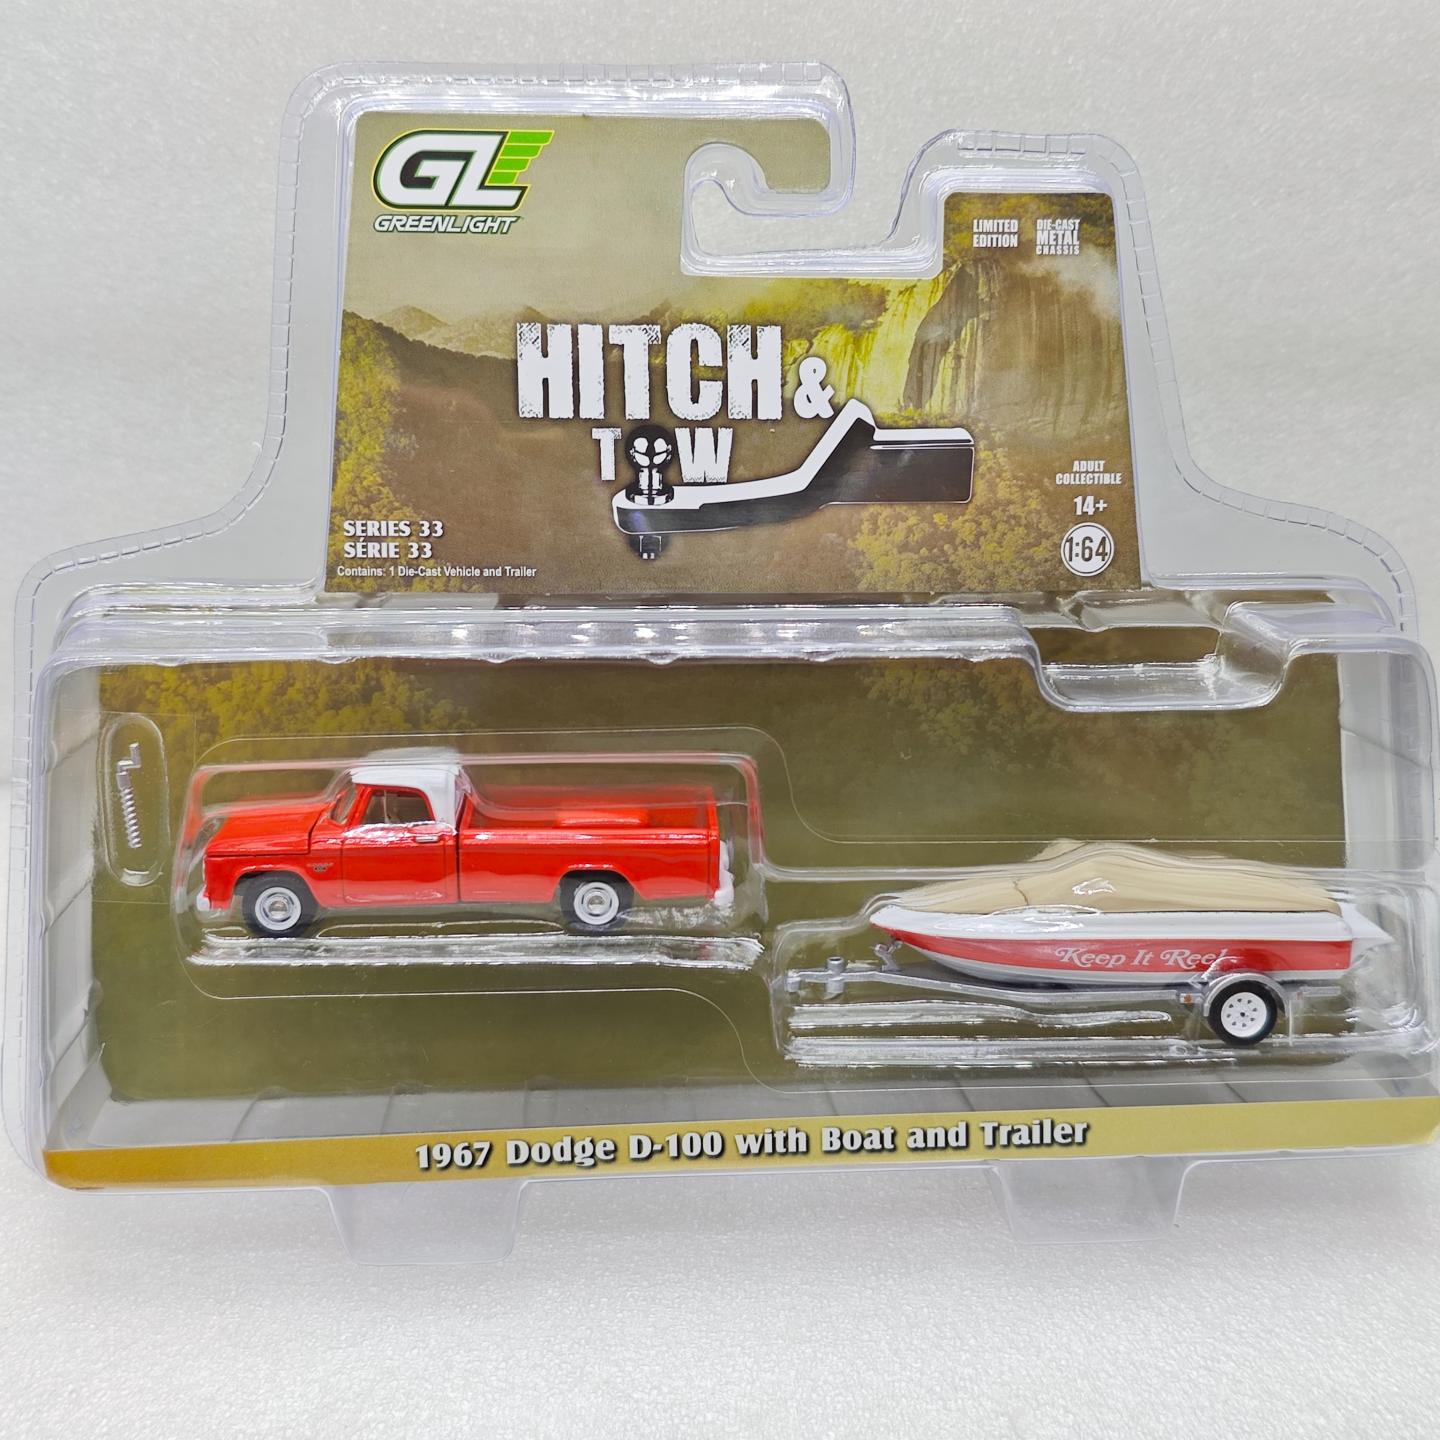 GL
GREENLIGHT
LIMITED
EDITION
DIE-CAST
METAL
CHASSIS
HITCH &
TOW
ADULT
COLLECTIBLE
14+
1:64
SERIES 33
SÉRIE 33
Contains: 1 Die-Cast Vehicle and Trailer
Keep It Reel
1967 Dodge D-100 with Boat and Trailer